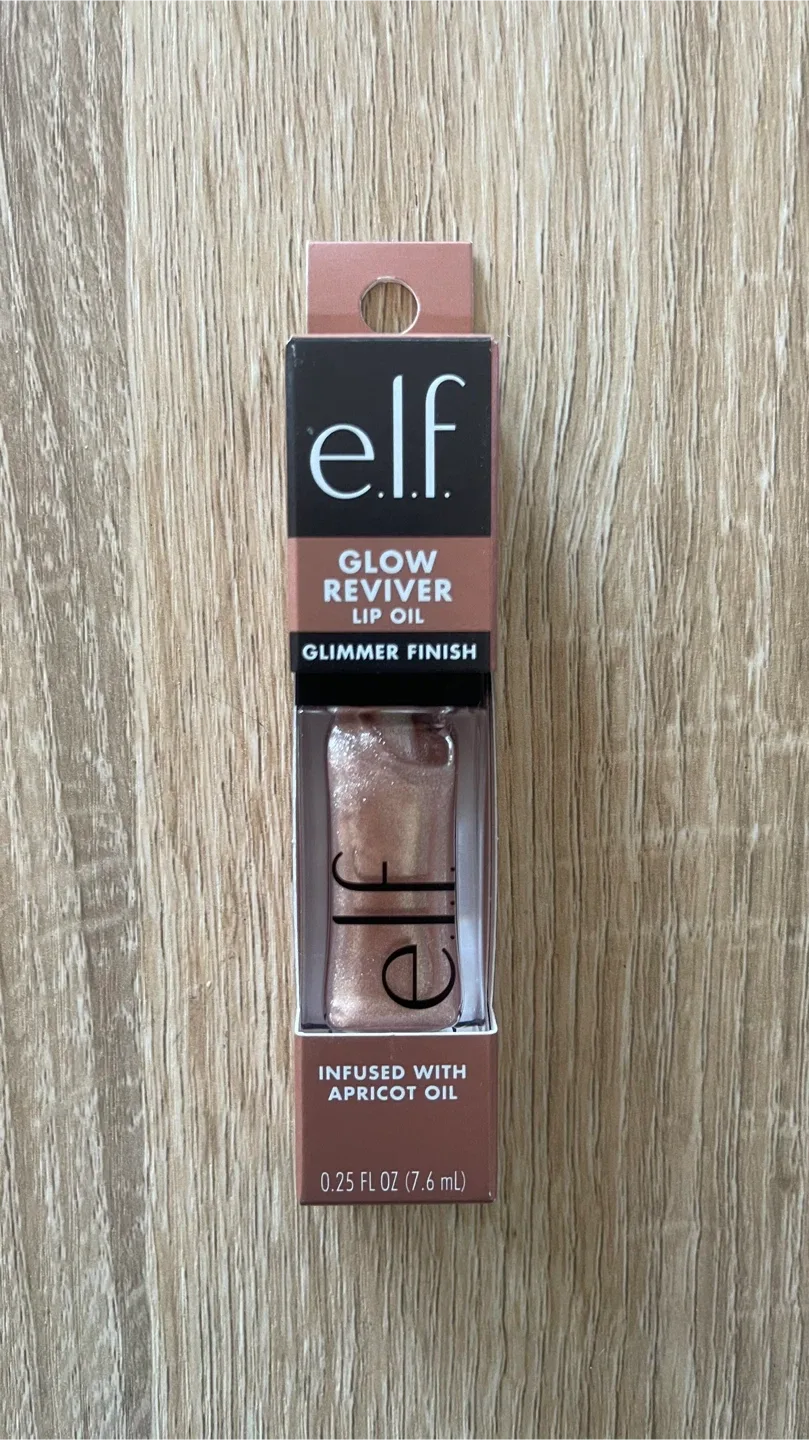 e.l.f.
GLOW
REVIVER
LIP OIL
GLIMMER FINISH
e.l.f.
INFUSED WITH
APRICOT OIL
0.25 FL OZ (7.6 mL)